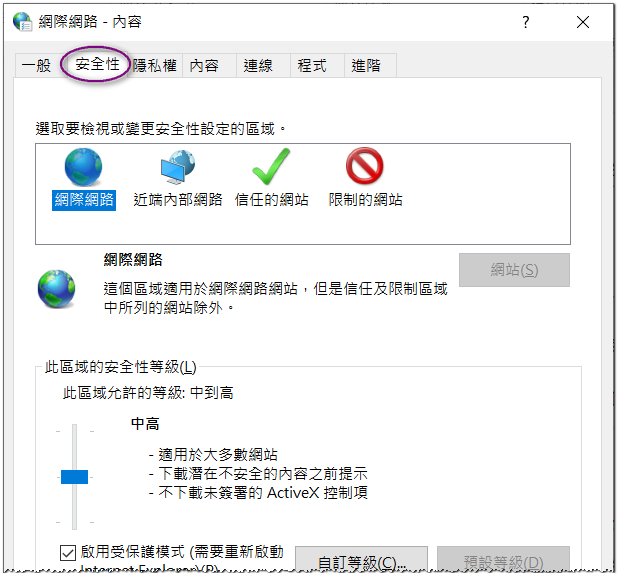 網際網路 - 內容
?
一般 安全性 隱私權 內容 連線 程式 進階
選取要檢視或變更安全性設定的區域。
網際網路 近端內部網路 信任的網站 限制的網站
網際網路
網站(S)
這個區域適用於網際網路網站，但是信任及限制區域
中所列的網站除外。
此區域的安全性等級(L)
此區域允許的等級: 中到高
中高
- 適用於大多數網站
- 下載潛在不安全的內容之前提示
- 不下載未簽署的 ActiveX 控制項
啟用受保護模式 (需要重新啟動
Internet Explorer)(P)
自訂等級(C)... 預設等級(D)